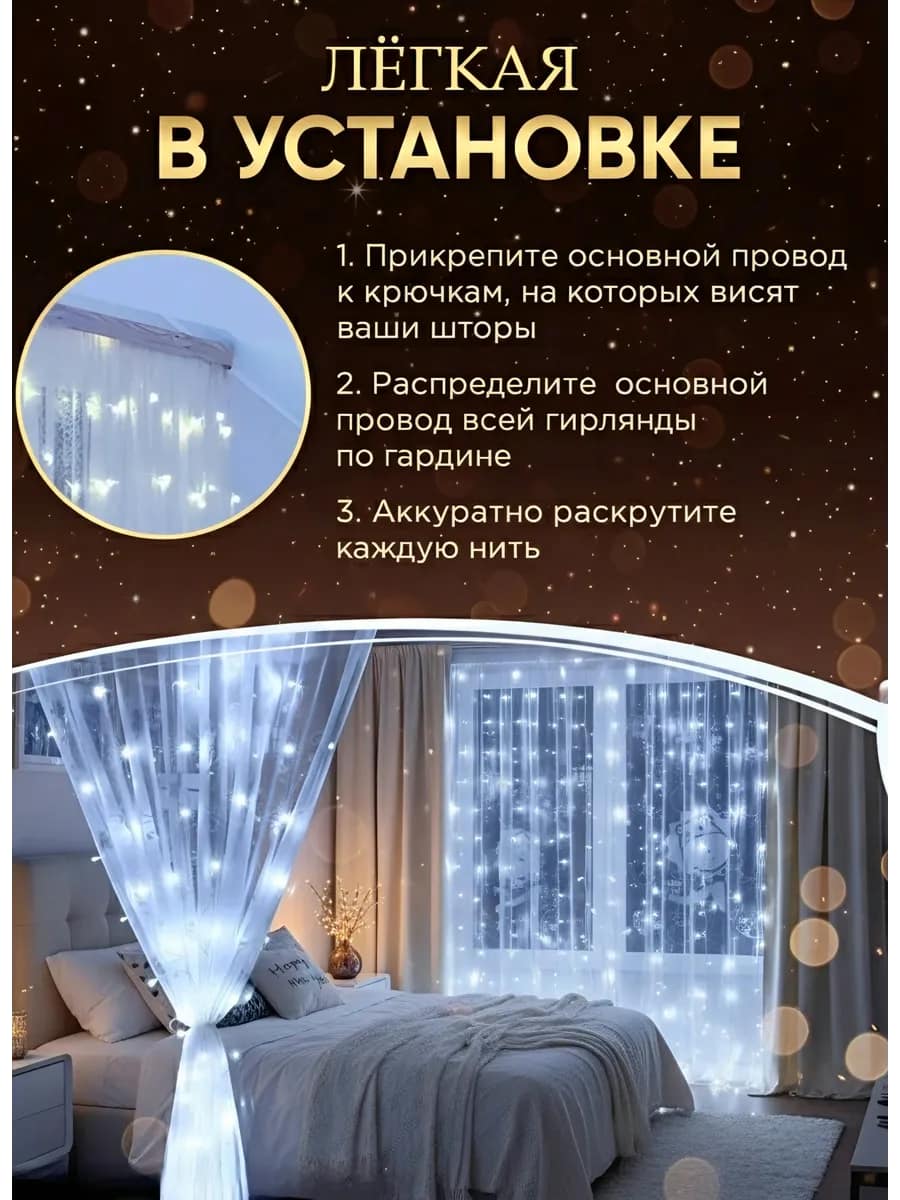 ЛЁГКАЯ
В УСТАНОВКЕ
1. Прикрепите основной провод
к крючкам, на которых висят
ваши шторы
2. Распределите основной
провод всей гирлянды
по гардине
3. Аккуратно раскрутите
каждую нить
Happy